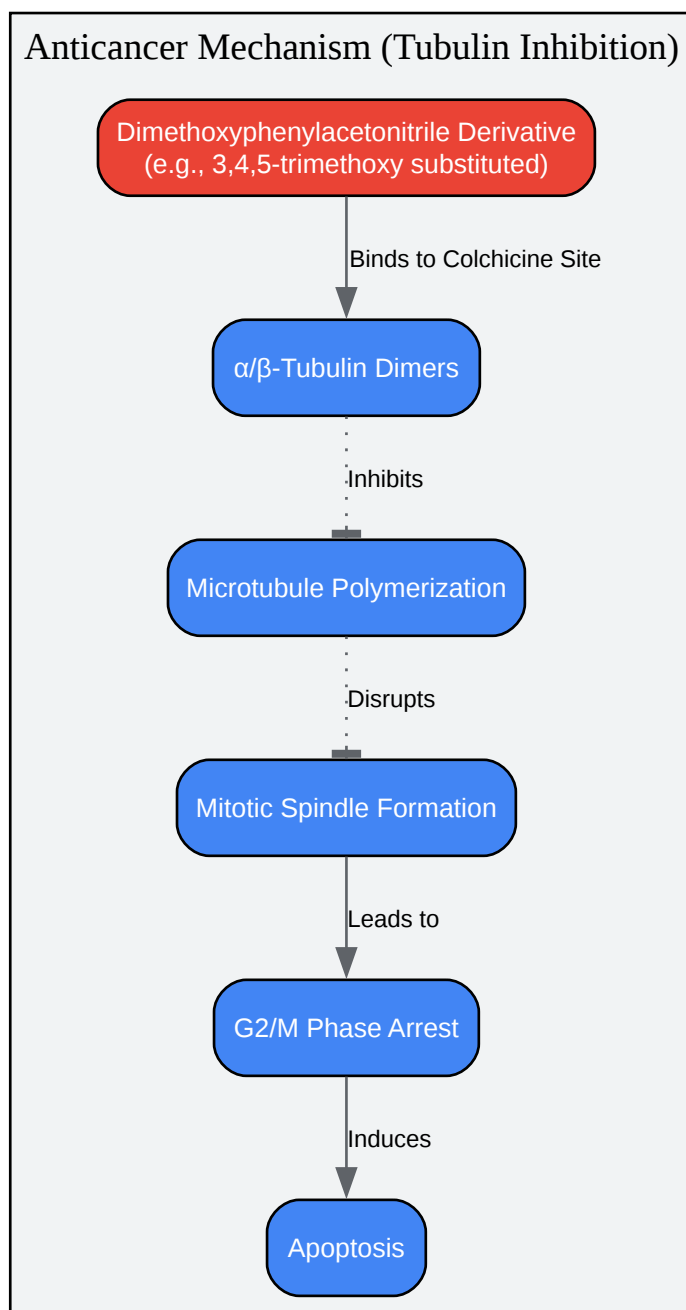 Anticancer Mechanism (Tubulin Inhibition)
Dimethoxyphenylacetonitrile Derivative
(e.g., 3,4,5-trimethoxy substituted)
Binds to Colchicine Site
α/β-Tubulin Dimers
Inhibits
Microtubule Polymerization
Disrupts
Mitotic Spindle Formation
Leads to
G2/M Phase Arrest
Induces
Apoptosis